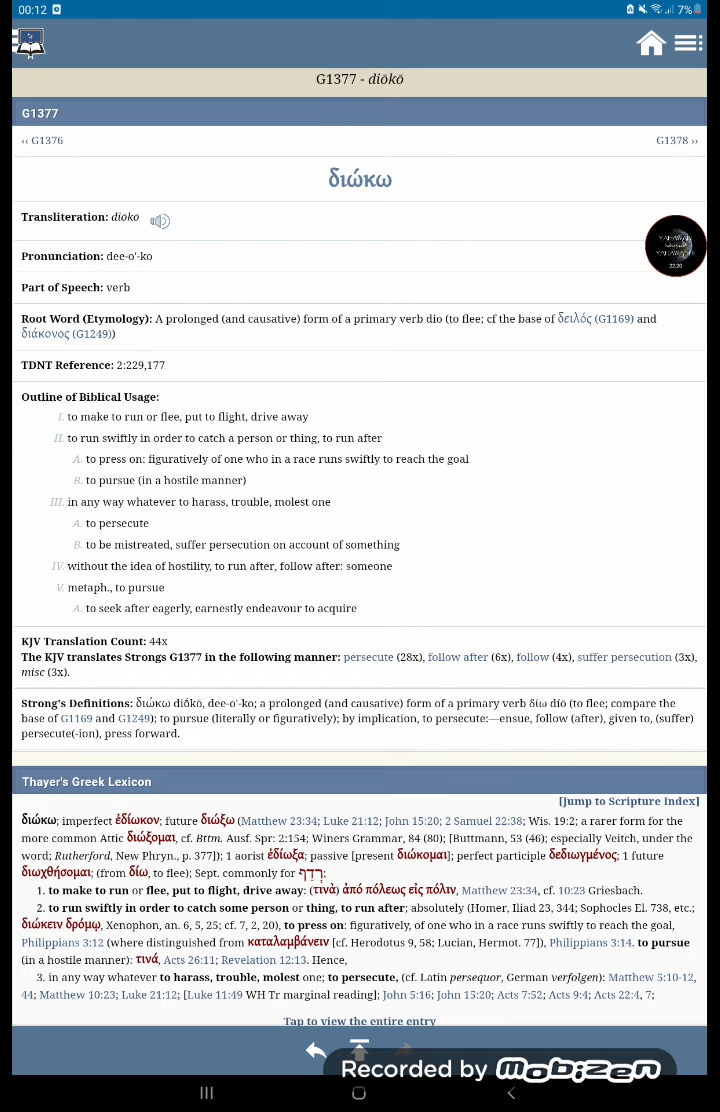 00:12
7%
G1377 - diōkō
G1377
‹‹ G1376
G1378 ››
διώκω
Transliteration: diōkō
Pronunciation: dee-o'-ko
Part of Speech: verb
Root Word (Etymology): A prolonged (and causative) form of a primary verb dio (to flee; cf the base of δειλός (G1169) and
διάκονος (G1249))
TDNT Reference: 2:229,177
Outline of Biblical Usage:
I. to make to run or flee, put to flight, drive away
II. to run swiftly in order to catch a person or thing, to run after
A. to press on: figuratively of one who in a race runs swiftly to reach the goal
B. to pursue (in a hostile manner)
III. in any way whatever to harass, trouble, molest one
A. to persecute
B. to be mistreated, suffer persecution on account of something
IV. without the idea of hostility, to run after, follow after: someone
V. metaph., to pursue
A. to seek after eagerly, earnestly endeavour to acquire
KJV Translation Count: 44x
The KJV translates Strongs G1377 in the following manner: persecute (28x), follow after (6x), follow (4x), suffer persecution (3x),
misc (3x).
Strong's Definitions: διώκω diṓkō, dee-o'-ko; a prolonged (and causative) form of a primary verb δίω díō (to flee; compare the
base of G1169 and G1249); to pursue (literally or figuratively); by implication, to persecute:—ensue, follow (after), given to, (suffer)
persecute(-ion), press forward.
Thayer's Greek Lexicon
[Jump to Scripture Index]
διώκω; imperfect ἐδίωκον; future διώξω (Matthew 23:34; Luke 21:12; John 15:20; 2 Samuel 22:38; Wis. 19:2; a rarer form for the
more common Attic διώξομαι, cf. Bttm. Ausf. Spr: 2:154; Winers Grammar, 84 (80); [Buttmann, 53 (46); especially Veitch, under the
word; Rutherford, New Phryn., p. 377]); 1 aorist ἐδίωξα; passive [present διώκομαι]; perfect participle δεδιωγμένος; 1 future
διωχθήσομαι; (from δίω, to flee); Sept. commonly for רָדַף;
1. to make to run or flee, put to flight, drive away: (τινὰ) ἀπό πόλεως εἰς πόλιν, Matthew 23:34, cf. 10:23 Griesbach.
2. to run swiftly in order to catch some person or thing, to run after; absolutely (Homer, Iliad 23, 344; Sophocles El. 738, etc.;
διώκειν δρόμῳ, Xenophon, an. 6, 5, 25; cf. 7, 2, 20), to press on: figuratively, of one who in a race runs swiftly to reach the goal,
Philippians 3:12 (where distinguished from καταλαμβάνειν [cf. Herodotus 9, 58; Lucian, Hermot. 77]), Philippians 3:14. to pursue
(in a hostile manner): τινά, Acts 26:11; Revelation 12:13. Hence,
3. in any way whatever to harass, trouble, molest one; to persecute, (cf. Latin persequor, German verfolgen): Matthew 5:10-12,
44; Matthew 10:23; Luke 21:12; [Luke 11:49 WH Tr marginal reading]; John 5:16; John 15:20; Acts 7:52; Acts 9:4; Acts 22:4, 7;
Tap to view the entire entry
Recorded by mobizen